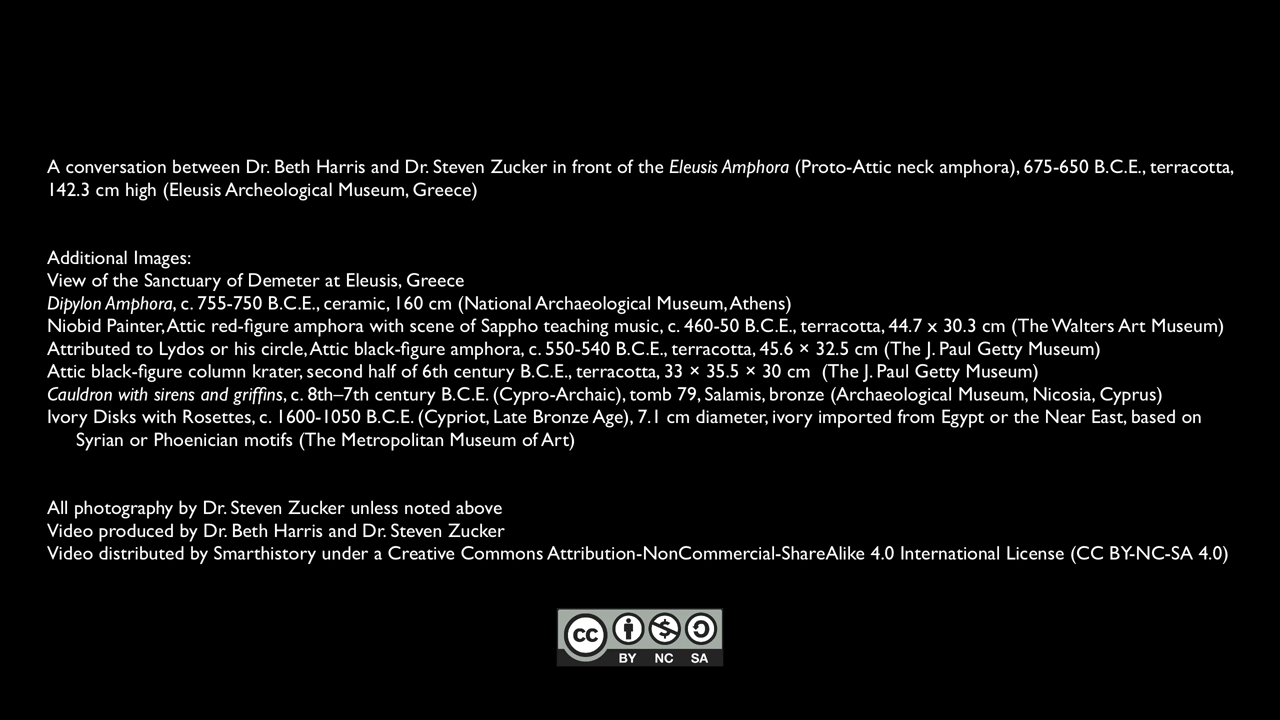 A conversation between Dr. Beth Harris and Dr. Steven Zucker in front of the Eleusis Amphora (Proto-Attic neck amphora), 675-650 B.C.E., terracotta,
142.3 cm high (Eleusis Archeological Museum, Greece)
Additional Images:
View of the Sanctuary of Demeter at Eleusis, Greece
Dipylon Amphora, c. 755-750 B.C.E., ceramic, 160 cm (National Archaeological Museum, Athens)
Niobid Painter, Attic red-figure amphora with scene of Sappho teaching music, c. 460-50 B.C.E., terracotta, 44.7 x 30.3 cm (The Walters Art Museum)
Attributed to Lydos or his circle, Attic black-figure amphora, c. 550-540 B.C.E., terracotta, 45.6 × 32.5 cm (The J. Paul Getty Museum)
Attic black-figure column krater, second half of 6th century B.C.E., terracotta, 33 × 35.5 × 30 cm (The J. Paul Getty Museum)
Cauldron with sirens and griffins, c. 8th–7th century B.C.E. (Cypro-Archaic), tomb 79, Salamis, bronze (Archaeological Museum, Nicosia, Cyprus)
Ivory Disks with Rosettes, c. 1600-1050 B.C.E. (Cypriot, Late Bronze Age), 7.1 cm diameter, ivory imported from Egypt or the Near East, based on
Syrian or Phoenician motifs (The Metropolitan Museum of Art)
All photography by Dr. Steven Zucker unless noted above
Video produced by Dr. Beth Harris and Dr. Steven Zucker
Video distributed by Smarthistory under a Creative Commons Attribution-NonCommercial-ShareAlike 4.0 International License (CC BY-NC-SA 4.0)
cc
BY NC SA